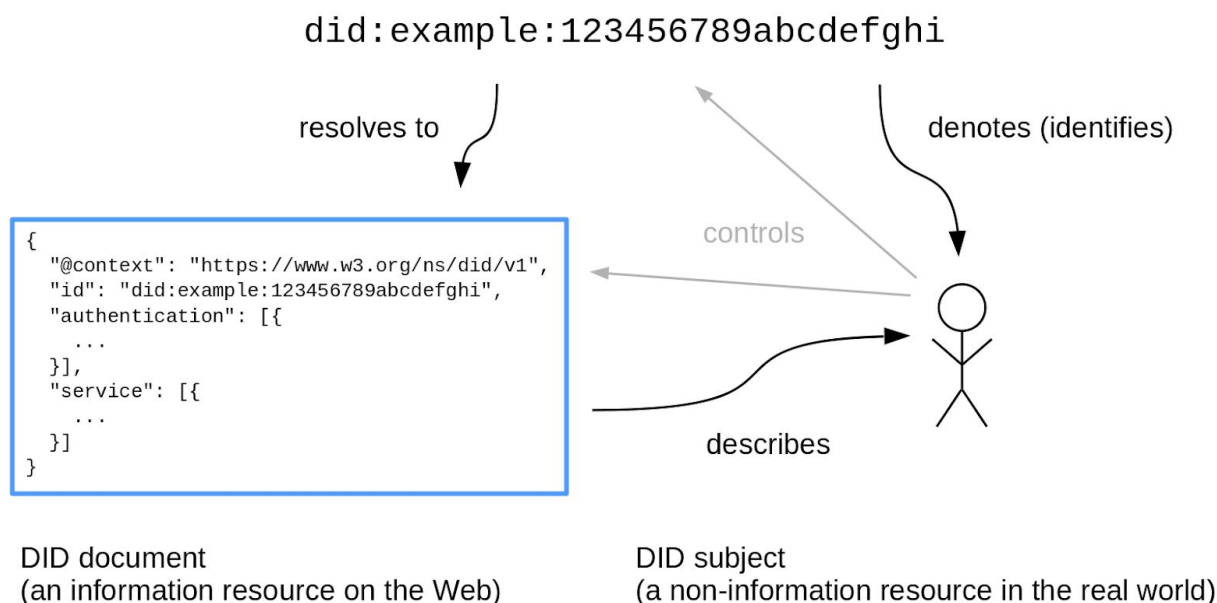 did:example:123456789abcdefghi
resolves to
denotes (identifies)
controls
{
"@context": "https://www.w3.org/ns/did/v1",
"id": "did:example:123456789abcdefghi",
"authentication": [{
...
}],
"service": [{
...
}]
}
describes
DID document
(an information resource on the Web)
DID subject
(a non-information resource in the real world)